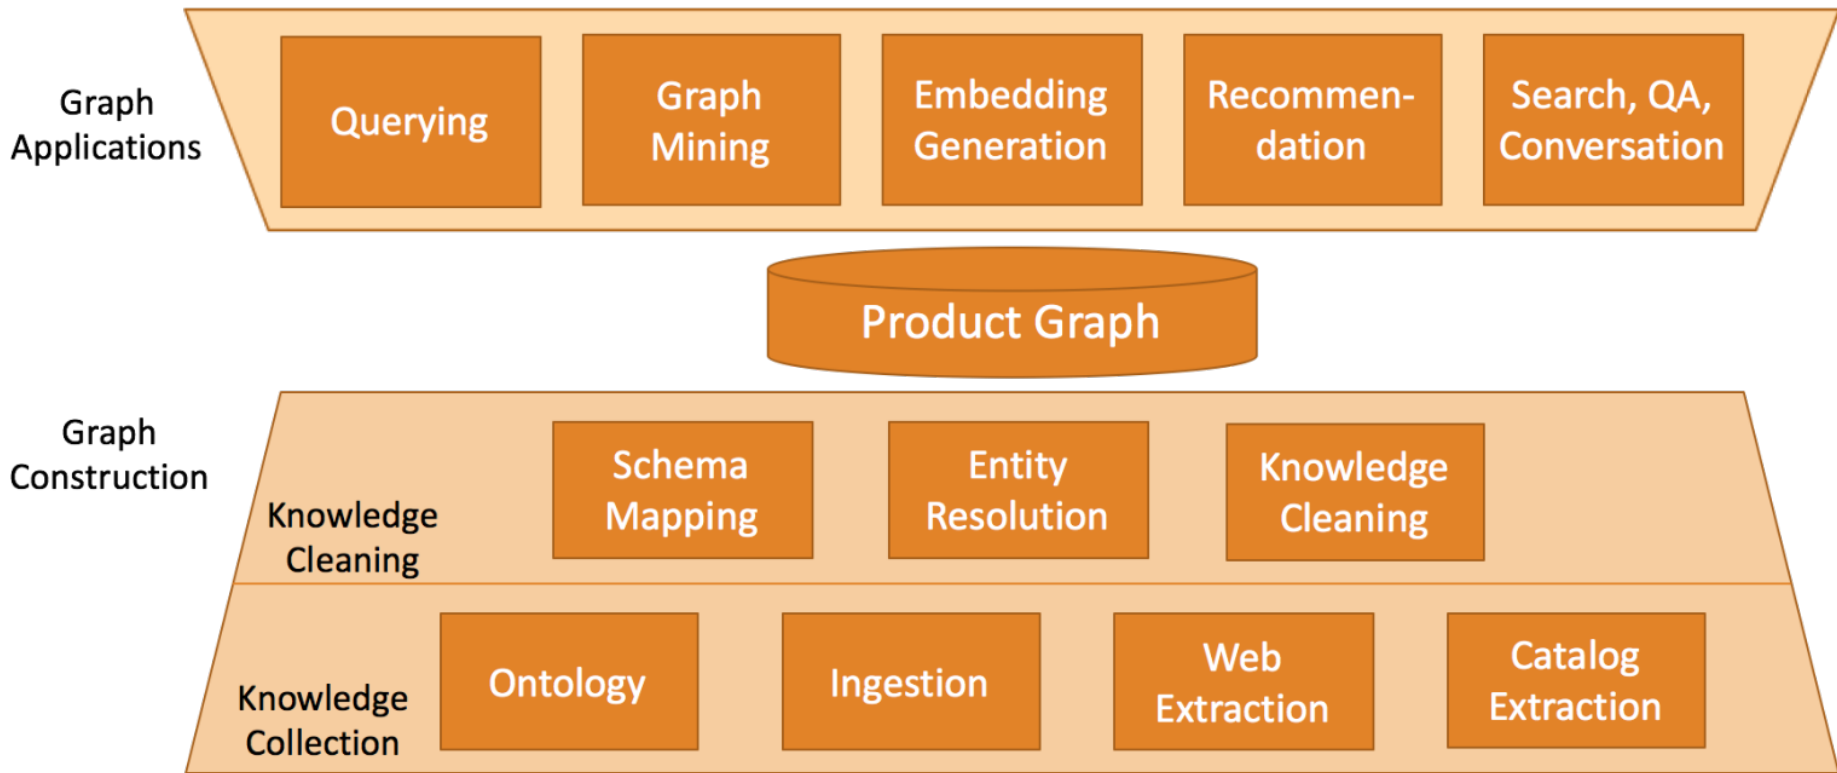 Graph
Applications
Querying
Graph
Mining
Embedding
Generation
Recommen-
dation
Search, QA,
Conversation
Product Graph
Graph
Construction
Knowledge
Cleaning
Schema
Mapping
Entity
Resolution
Knowledge
Cleaning
Knowledge
Collection
Ontology
Ingestion
Web
Extraction
Catalog
Extraction